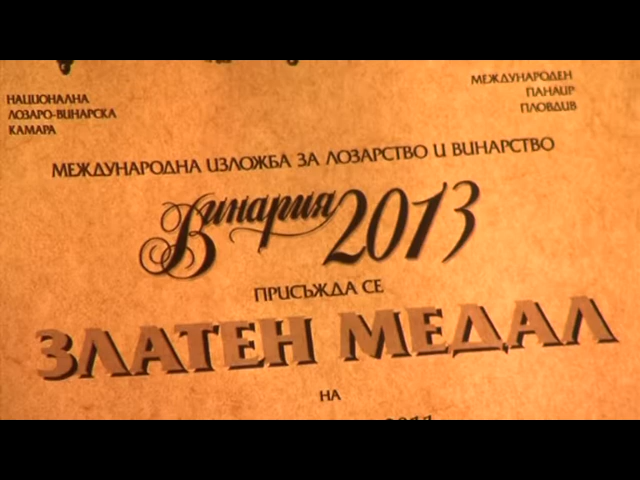 НАЦИОНАЛНА
ЛОЗАРО-ВИНАРСКА
КАМАРА
МЕЖДУНАРОДЕН
ПАНАИР
ПЛОВДИВ
МЕЖДУНАРОДНА ИЗЛОЖБА ЗА ЛОЗАРСТВО И ВИНАРСТВО
Винария 2013
ПРИСЪЖДА СЕ
ЗЛАТЕН МЕДАЛ
НА